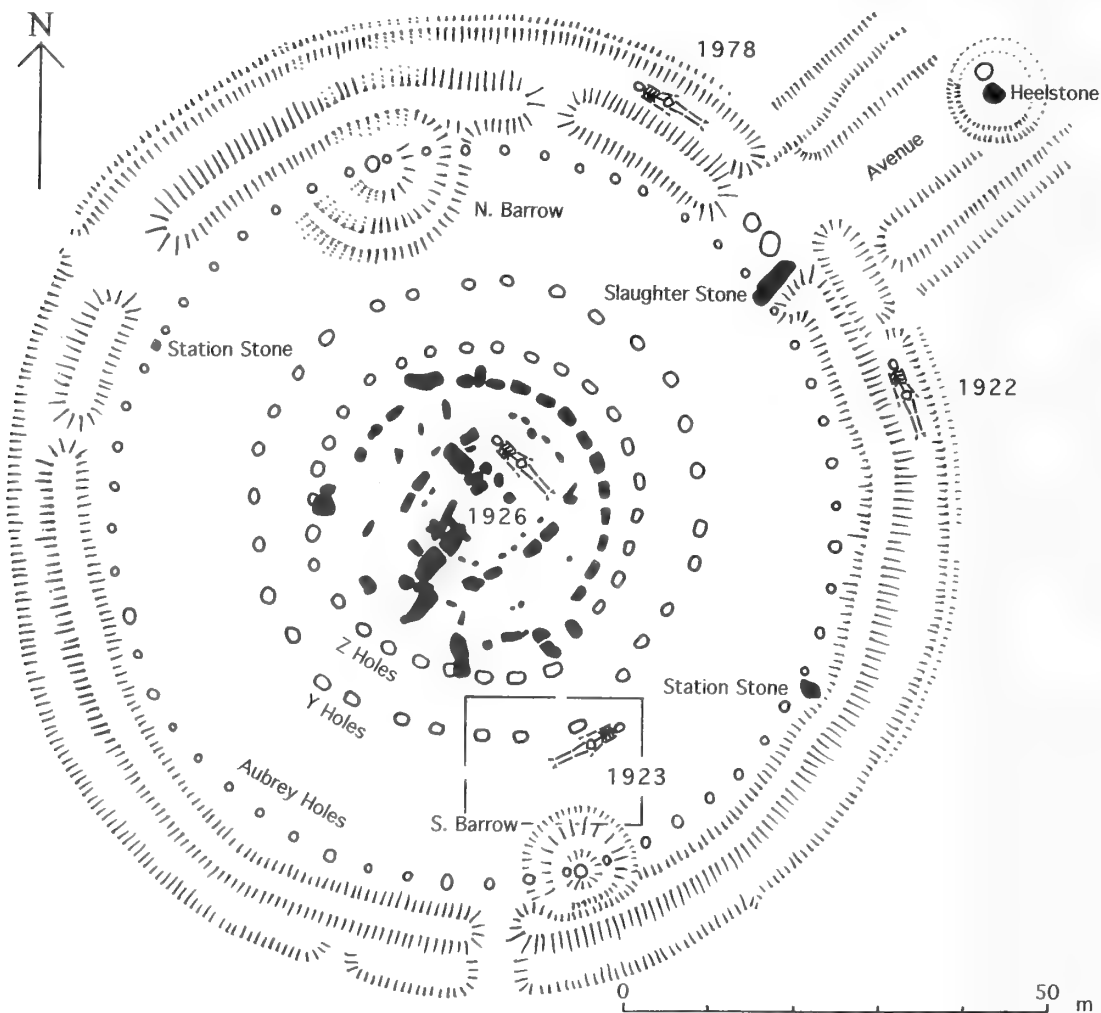 N
1978
Heelstone
Avenue
N. Barrow
Slaughter Stone
Station Stone
1922
1926
Z Holes
Station Stone
Y Holes
1923
Aubrey Holes
S. Barrow
0 50 m